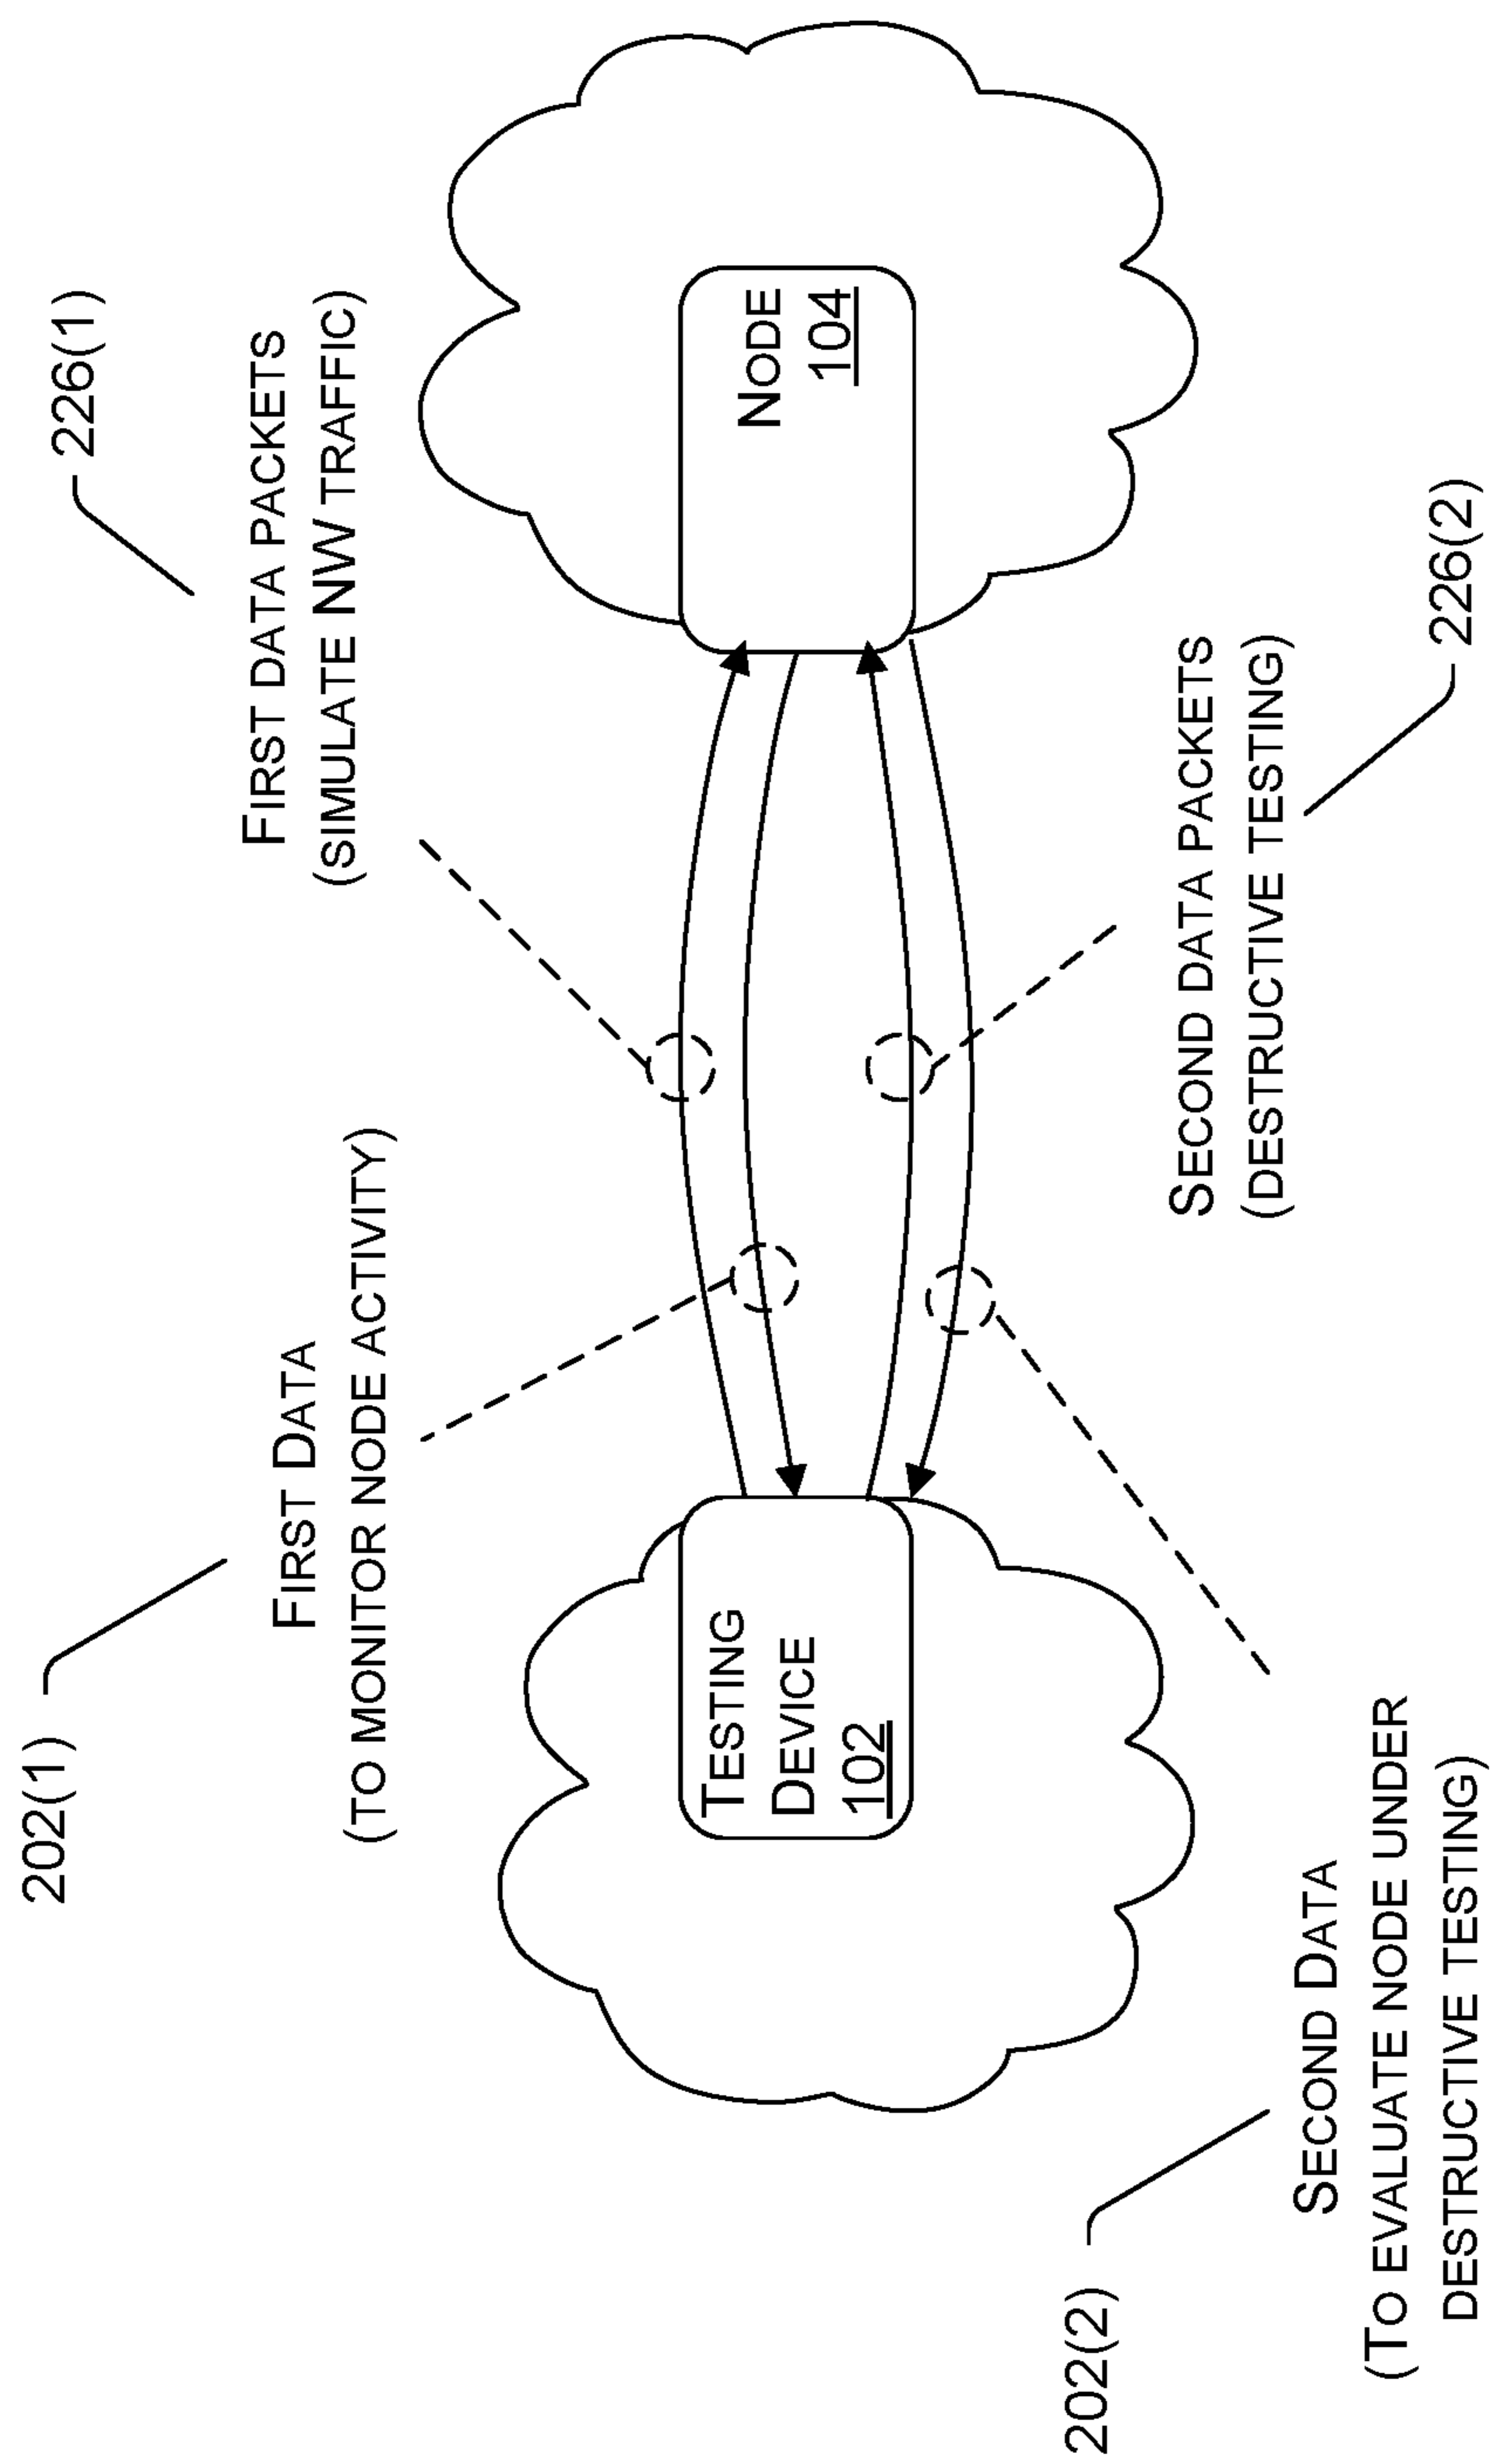 202(1)
FIRST DATA
(TO MONITOR NODE ACTIVITY)
226(1)
FIRST DATA PACKETS
(SIMULATE NW TRAFFIC)
TESTING
DEVICE
102
NODE
104
SECOND DATA PACKETS
(DESTRUCTIVE TESTING)
226(2)
202(2)
SECOND DATA
(TO EVALUATE NODE UNDER
DESTRUCTIVE TESTING)